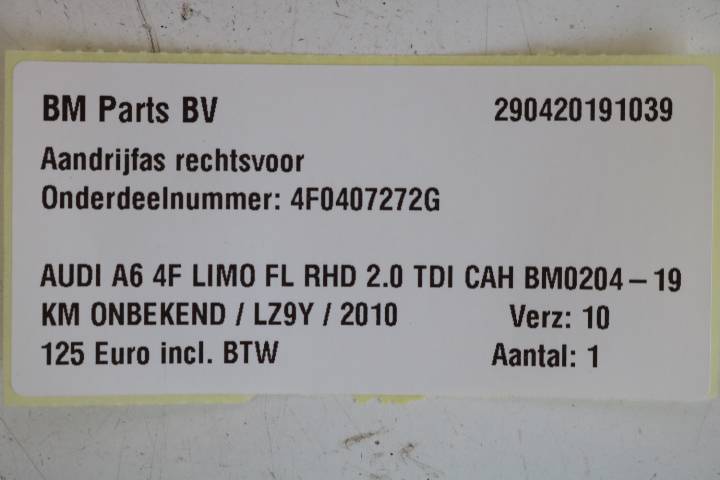 BM Parts BV 290420191039
Aandrijfas rechtsvoor
Onderdeelnummer: 4F0407272G
AUDI A6 4F LIMO FL RHD 2.0 TDI CAH BM0204-19
KM ONBEKEND / LZ9Y / 2010 Verz: 10
125 Euro incl. BTW Aantal: 1